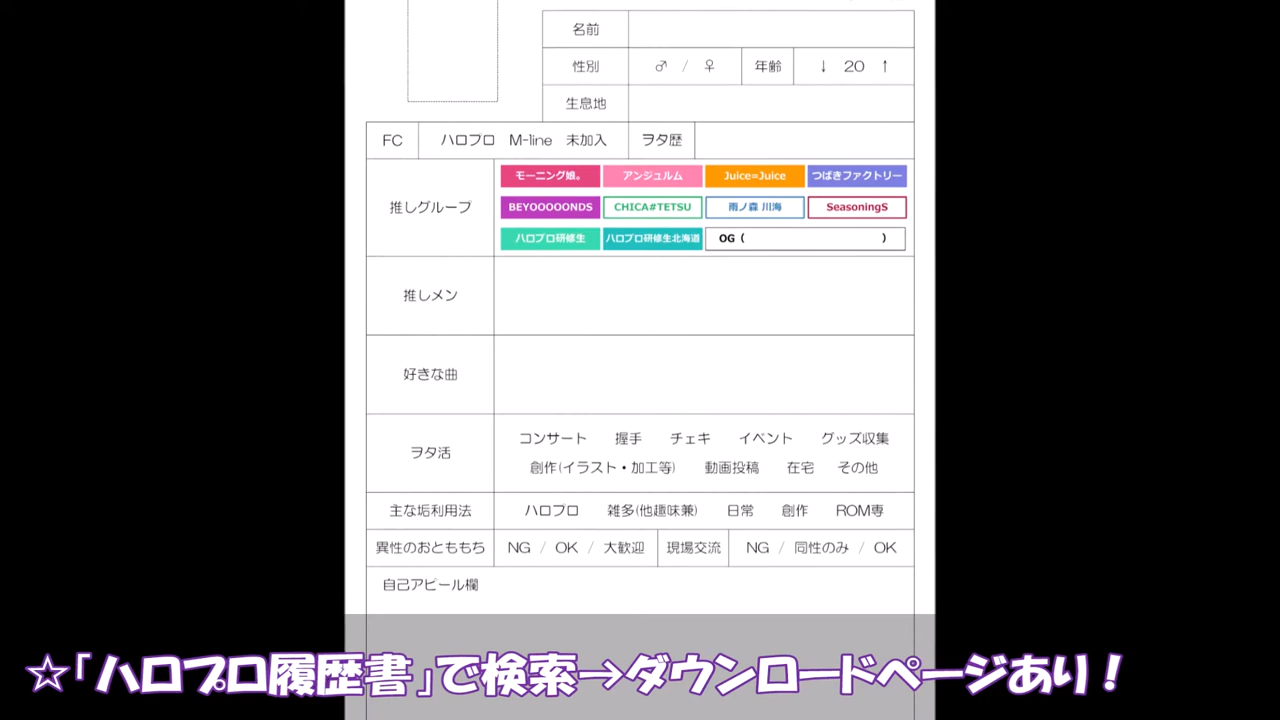 名前
性別 ♂ / ♀ 年齢 ↓ 20 ↑
生息地
FC ハロプロ M-line 未加入 ヲタ歴
推しグループ
モーニング娘。 アンジュルム Juice=Juice つばきファクトリー
BEYOOOOONDS CHICA#TETSU 雨ノ森 川海 SeasoningS
ハロプロ研修生 ハロプロ研修生北海道 OG ( )
推しメン
好きな曲
ヲタ活
コンサート 握手 チェキ イベント グッズ収集
創作(イラスト・加工等) 動画投稿 在宅 その他
主な垢利用法 ハロプロ 雑多(他趣味兼) 日常 創作 ROM専
異性のおとももち NG / OK / 大歓迎 現場交流 NG / 同性のみ / OK
自己アピール欄
☆「ハロプロ履歴書」で検索→ダウンロードページあり！